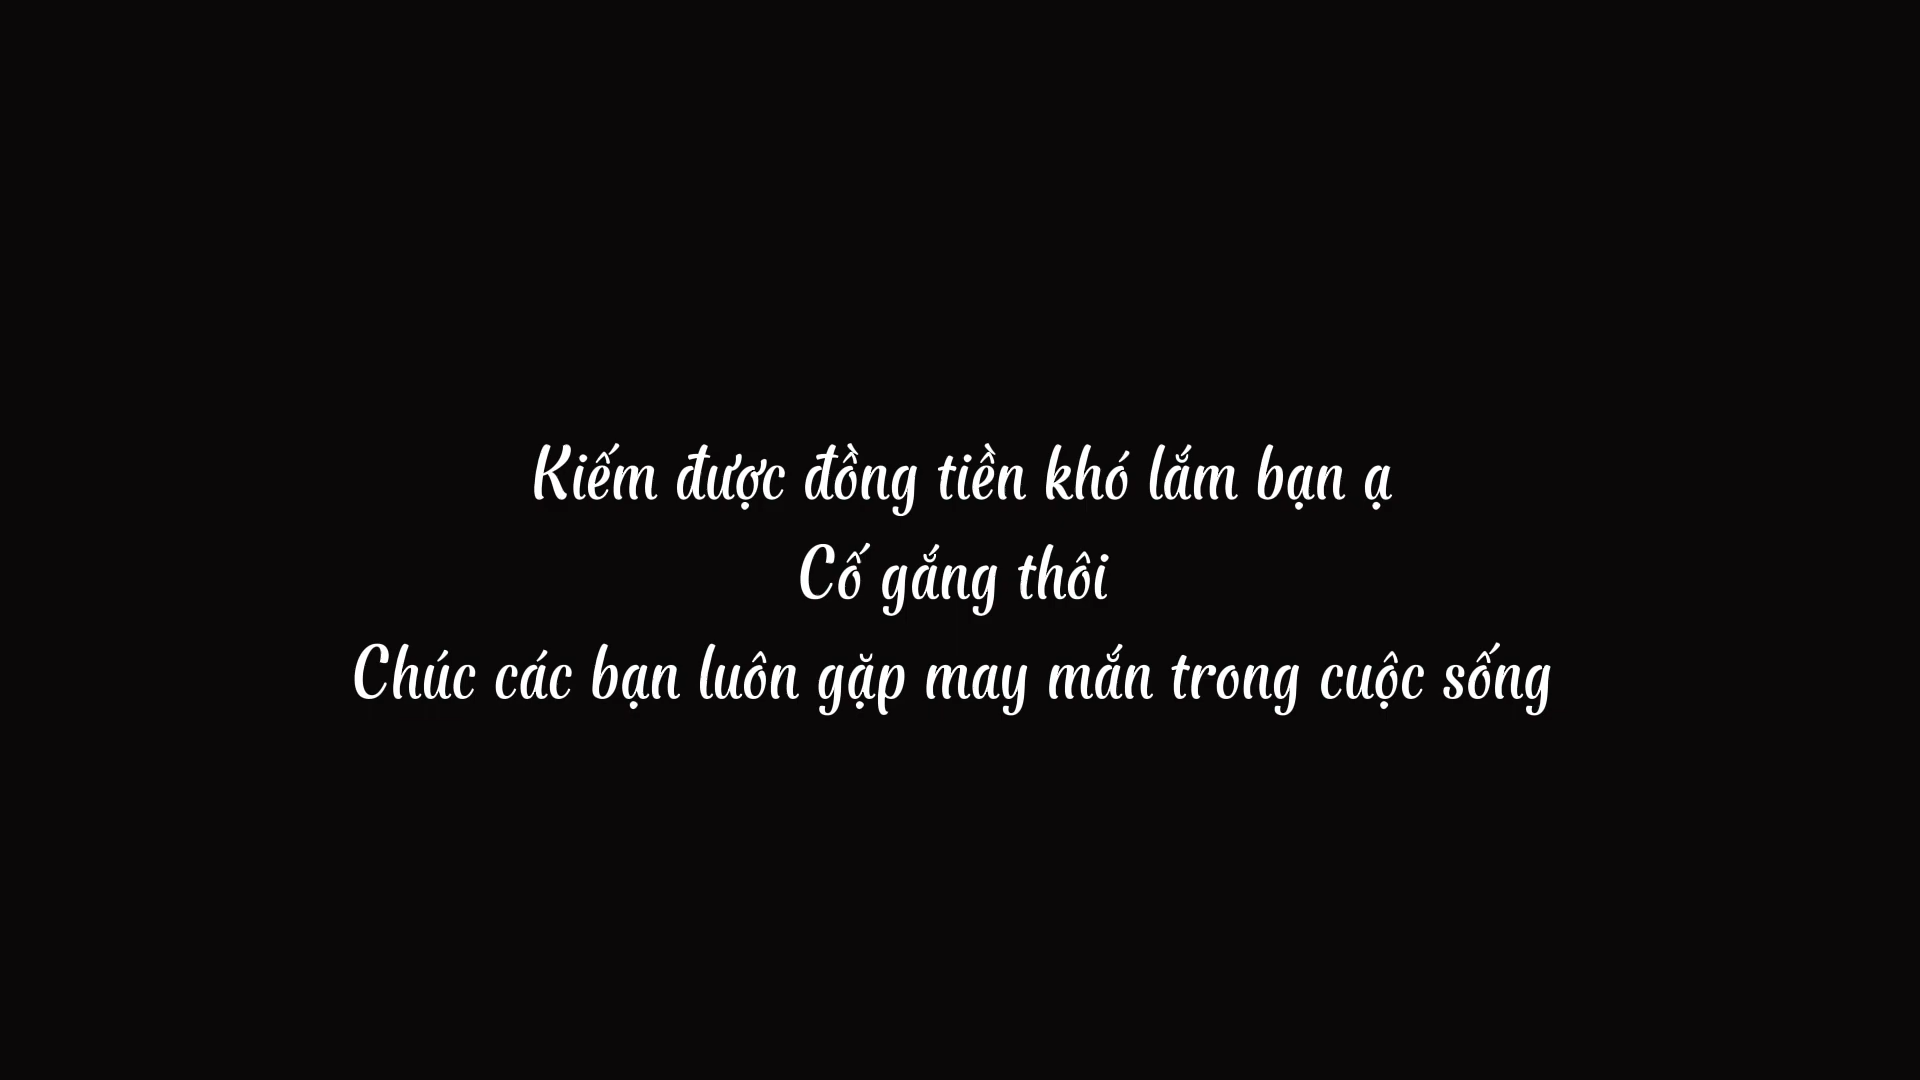 Kiếm được đồng tiền khó lắm bạn ạ
Cố gắng thôi
Chúc các bạn luôn gặp may mắn trong cuộc sống